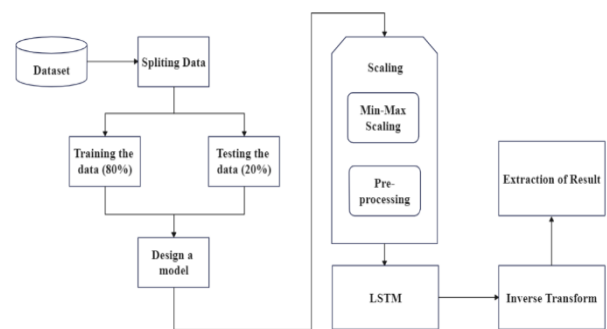 Dataset
Spliting Data
Training the
data (80%)
Testing the
data (20%)
Design a
model
Scaling
Min-Max
Scaling
Pre-
processing
LSTM
Inverse Transform
Extraction of Result